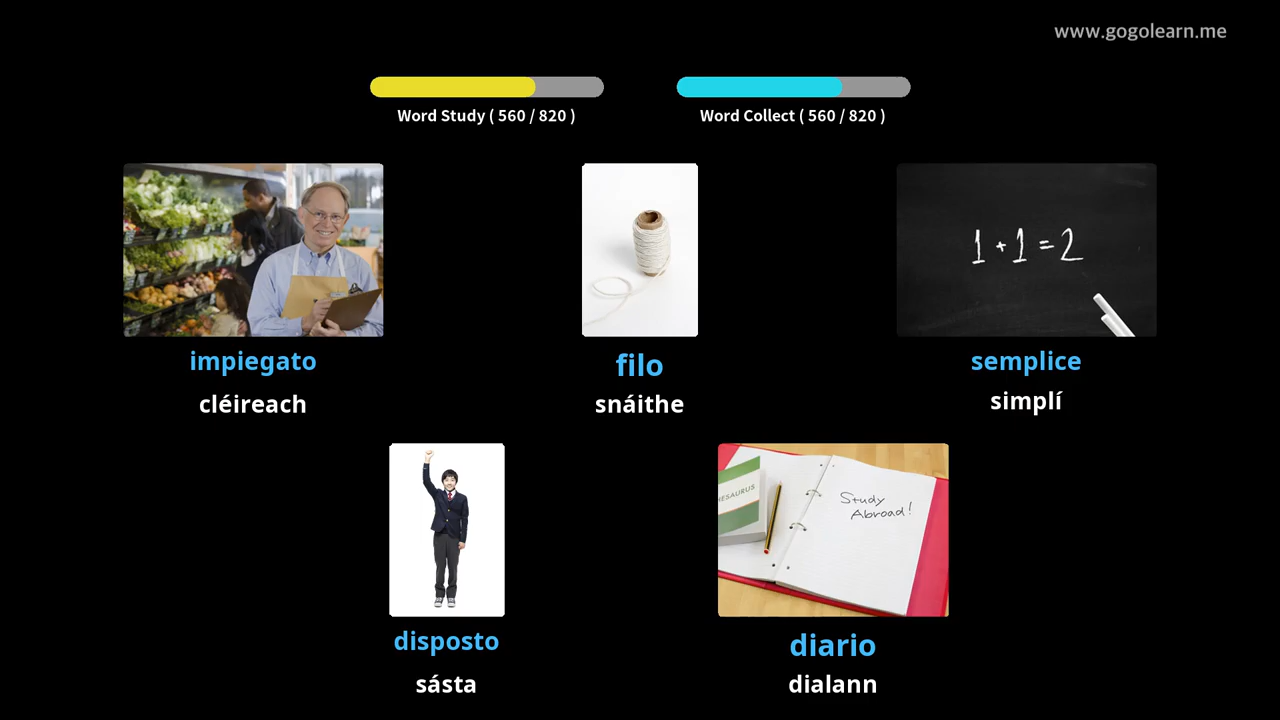 www.gogolearn.me
Word Study ( 560 / 820 )
Word Collect ( 560 / 820 )
1 + 1 = 2
impiegato
filo
semplice
cléireach
snáithe
simplí
ESAURUS
Study
Abroad!
disposto
diario
sásta
dialann